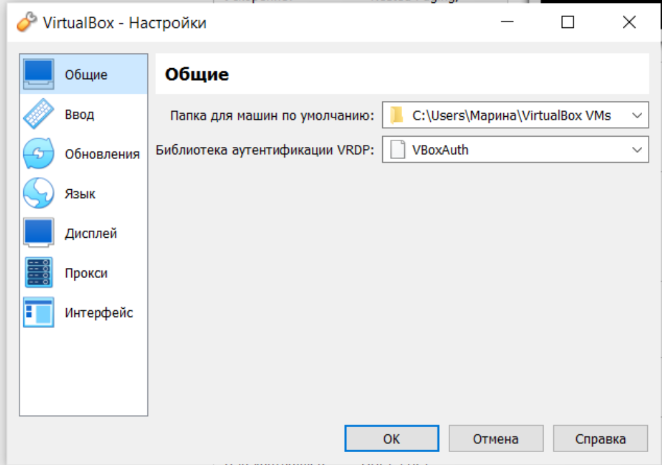 VirtualBox - Настройки
Общие
Ввод
Обновления
Язык
Дисплей
Прокси
Интерфейс
Общие
Папка для машин по умолчанию: C:\Users\Марина\VirtualBox VMs
Библиотека аутентификации VRDP: VBoxAuth
ОК Отмена Справка